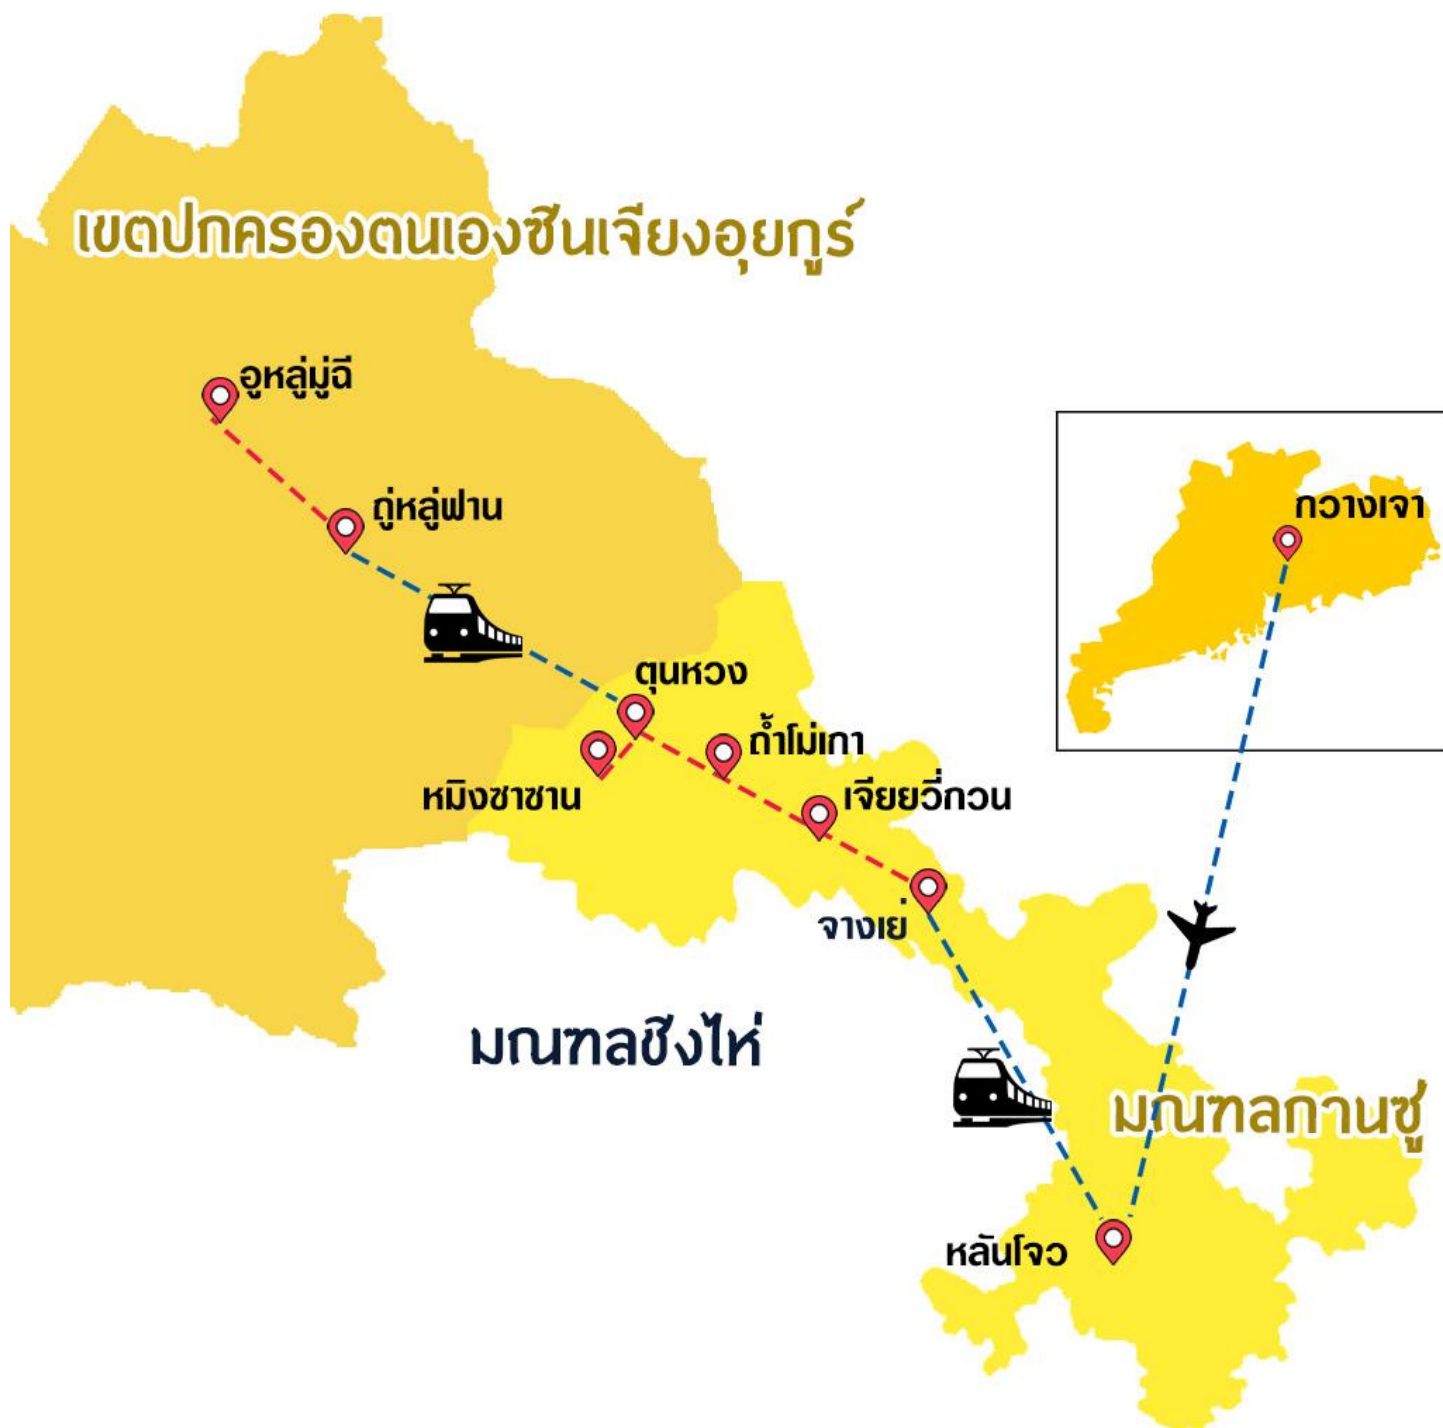 เขตปกครองตนเองซินเจียงอุยกูร์
อูหลู่มู่ฉี
ถู่หลู่ฟาน
กวางเจา
ตุนหวง
ถ้ำโม่เกา
หมิงซาซาน
เจียยวี่กวน
จางเย่
มณฑลชิงไห่
มณฑลกานซู่
หลันโจว